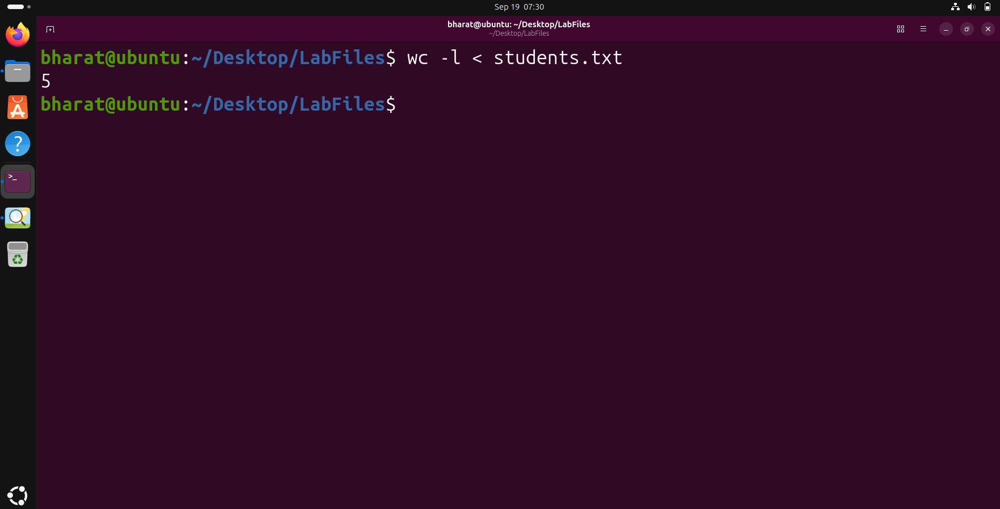 Sep 19 07:30
bharat@ubuntu: ~/Desktop/LabFiles
~/Desktop/LabFiles
bharat@ubuntu:~/Desktop/LabFiles$ wc -l < students.txt
5
bharat@ubuntu:~/Desktop/LabFiles$